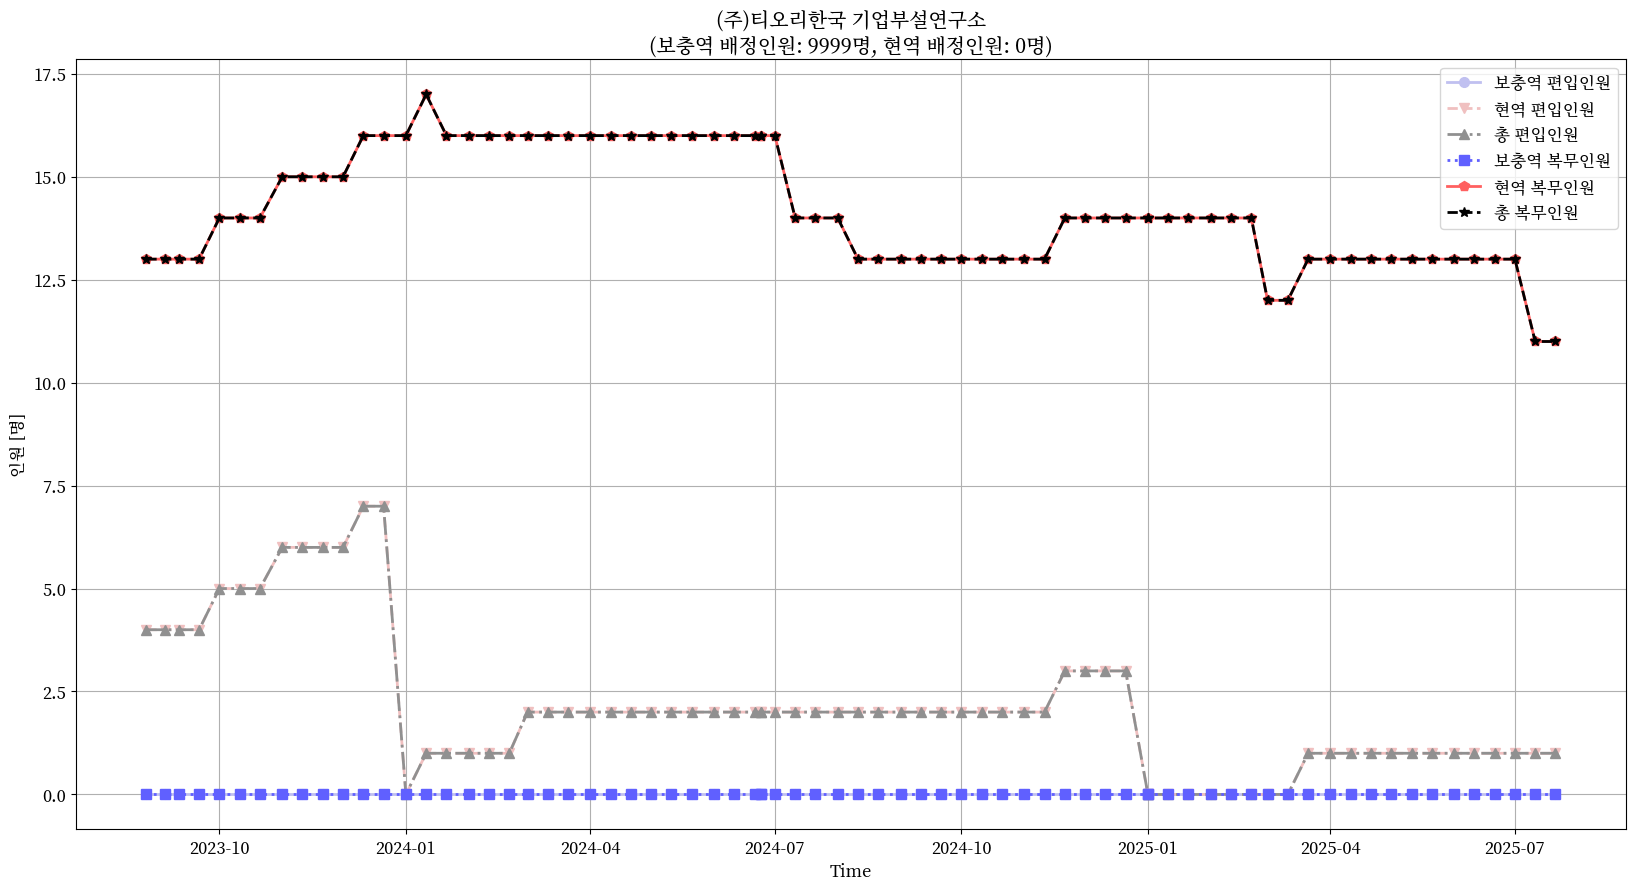 (주)티오리한국 기업부설연구소
(보충역 배정인원: 9999명, 현역 배정인원: 0명)
17.5
15.0
12.5
10.0
7.5
5.0
2.5
0.0
인원 [명]
보충역 편입인원
현역 편입인원
총 편입인원
보충역 복무인원
현역 복무인원
총 복무인원
2023-10
2024-01
2024-04
2024-07
2024-10
2025-01
2025-04
2025-07
Time